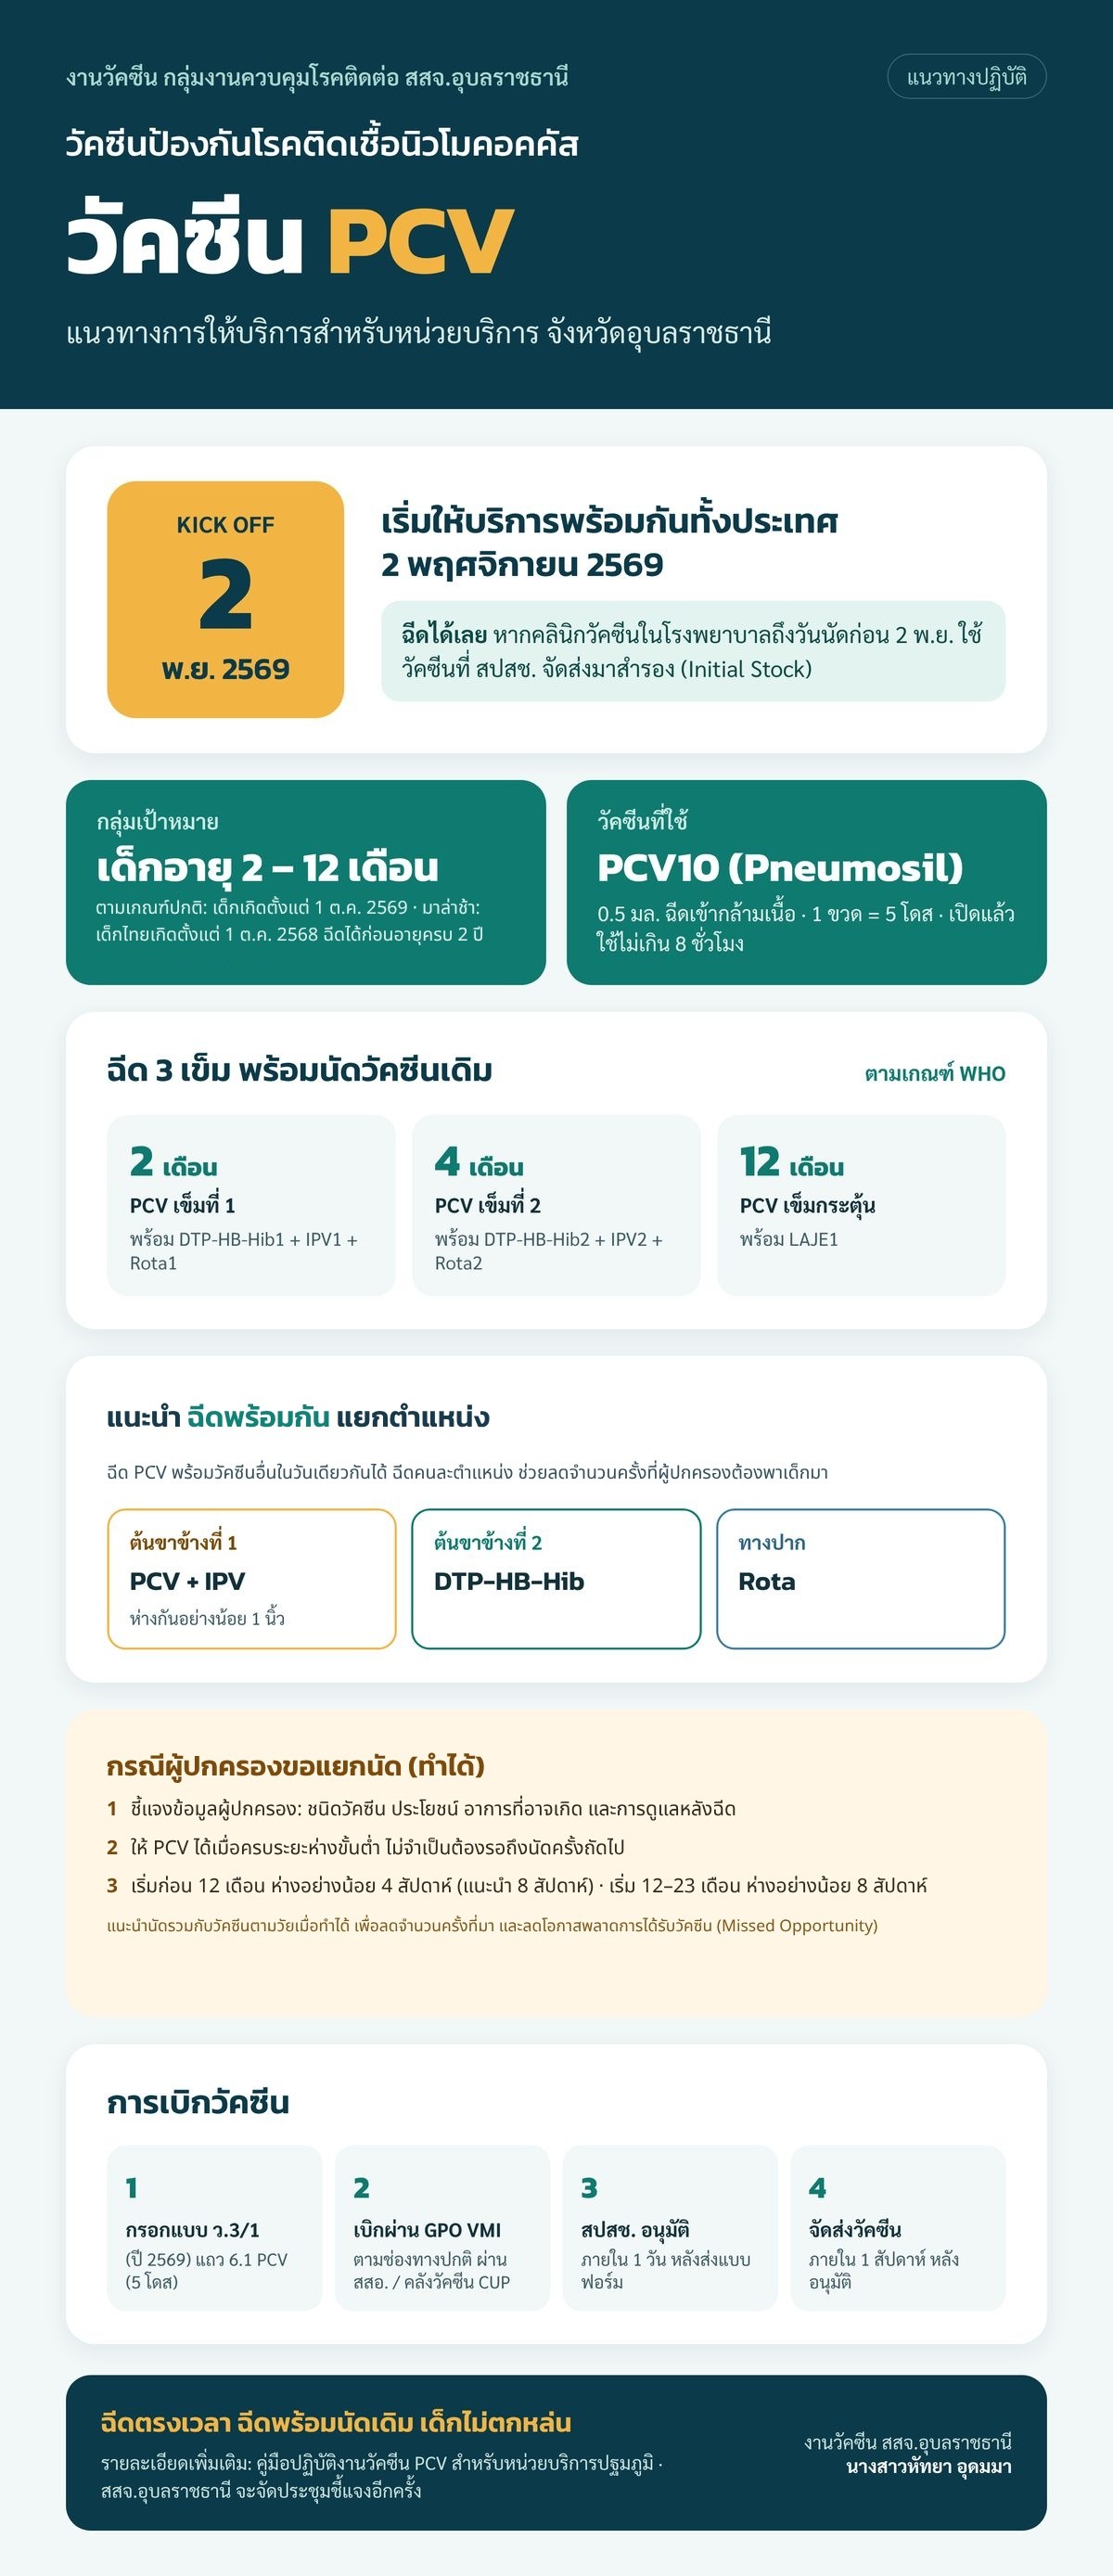 งานวัคซีน กลุ่มงานควบคุมโรคติดต่อ สสจ.อุบลราชธานี
แนวทางปฏิบัติ
วัคซีนป้องกันโรคติดเชื้อนิวโมคอคคัส
วัคซีน PCV
แนวทางการให้บริการสำหรับหน่วยบริการ จังหวัดอุบลราชธานี
KICK OFF
2
พ.ย. 2569
เริ่มให้บริการพร้อมกันทั้งประเทศ
2 พฤศจิกายน 2569
ฉีดได้เลย หากคลินิกวัคซีนในโรงพยาบาลถึงวันนัดก่อน 2 พ.ย. ใช้
วัคซีนที่ สปสช. จัดส่งมาสำรอง (Initial Stock)
กลุ่มเป้าหมาย
เด็กอายุ 2 – 12 เดือน
ตามเกณฑ์ปกติ: เด็กเกิดตั้งแต่ 1 ต.ค. 2569 · มาล่าช้า:
เด็กไทยเกิดตั้งแต่ 1 ต.ค. 2568 ฉีดได้ก่อนอายุครบ 2 ปี
วัคซีนที่ใช้
PCV10 (Pneumosil)
0.5 มล. ฉีดเข้ากล้ามเนื้อ · 1 ขวด = 5 โดส · เปิดแล้ว
ใช้ไม่เกิน 8 ชั่วโมง
ฉีด 3 เข็ม พร้อมนัดวัคซีนเดิม
ตามเกณฑ์ WHO
2 เดือน
PCV เข็มที่ 1
พร้อม DTP-HB-Hib1 + IPV1 +
Rota1
4 เดือน
PCV เข็มที่ 2
พร้อม DTP-HB-Hib2 + IPV2 +
Rota2
12 เดือน
PCV เข็มกระตุ้น
พร้อม LAJE1
แนะนำ ฉีดพร้อมกัน แยกตำแหน่ง
ฉีด PCV พร้อมวัคซีนอื่นในวันเดียวกันได้ ฉีดคนละตำแหน่ง ช่วยลดจำนวนครั้งที่ผู้ปกครองต้องพาเด็กมา
ต้นขาข้างที่ 1
PCV + IPV
ห่างกันอย่างน้อย 1 นิ้ว
ต้นขาข้างที่ 2
DTP-HB-Hib
ทางปาก
Rota
กรณีผู้ปกครองขอแยกนัด (ทำได้)
1 ชี้แจงข้อมูลผู้ปกครอง: ชนิดวัคซีน ประโยชน์ อาการที่อาจเกิด และการดูแลหลังฉีด
2 ให้ PCV ได้เมื่อครบระยะห่างขั้นต่ำ ไม่จำเป็นต้องรอถึงนัดครั้งถัดไป
3 เริ่มก่อน 12 เดือน ห่างอย่างน้อย 4 สัปดาห์ (แนะนำ 8 สัปดาห์) · เริ่ม 12–23 เดือน ห่างอย่างน้อย 8 สัปดาห์
แนะนำนัดรวมกับวัคซีนตามวัยเมื่อทำได้ เพื่อลดจำนวนครั้งที่มา และลดโอกาสพลาดการได้รับวัคซีน (Missed Opportunity)
การเบิกวัคซีน
1
กรอกแบบ ว.3/1
(ปี 2569) แถว 6.1 PCV
(5 โดส)
2
เบิกผ่าน GPO VMI
ตามช่องทางปกติ ผ่าน
สสอ. / คลังวัคซีน CUP
3
สปสช. อนุมัติ
ภายใน 1 วัน หลังส่งแบบ
ฟอร์ม
4
จัดส่งวัคซีน
ภายใน 1 สัปดาห์ หลัง
อนุมัติ
ฉีดตรงเวลา ฉีดพร้อมนัดเดิม เด็กไม่ตกหล่น
รายละเอียดเพิ่มเติม: คู่มือปฏิบัติงานวัคซีน PCV สำหรับหน่วยบริการปฐมภูมิ ·
สสจ.อุบลราชธานี จะจัดประชุมชี้แจงอีกครั้ง
งานวัคซีน สสจ.อุบลราชธานี
นางสาวหัทยา อุดมมา